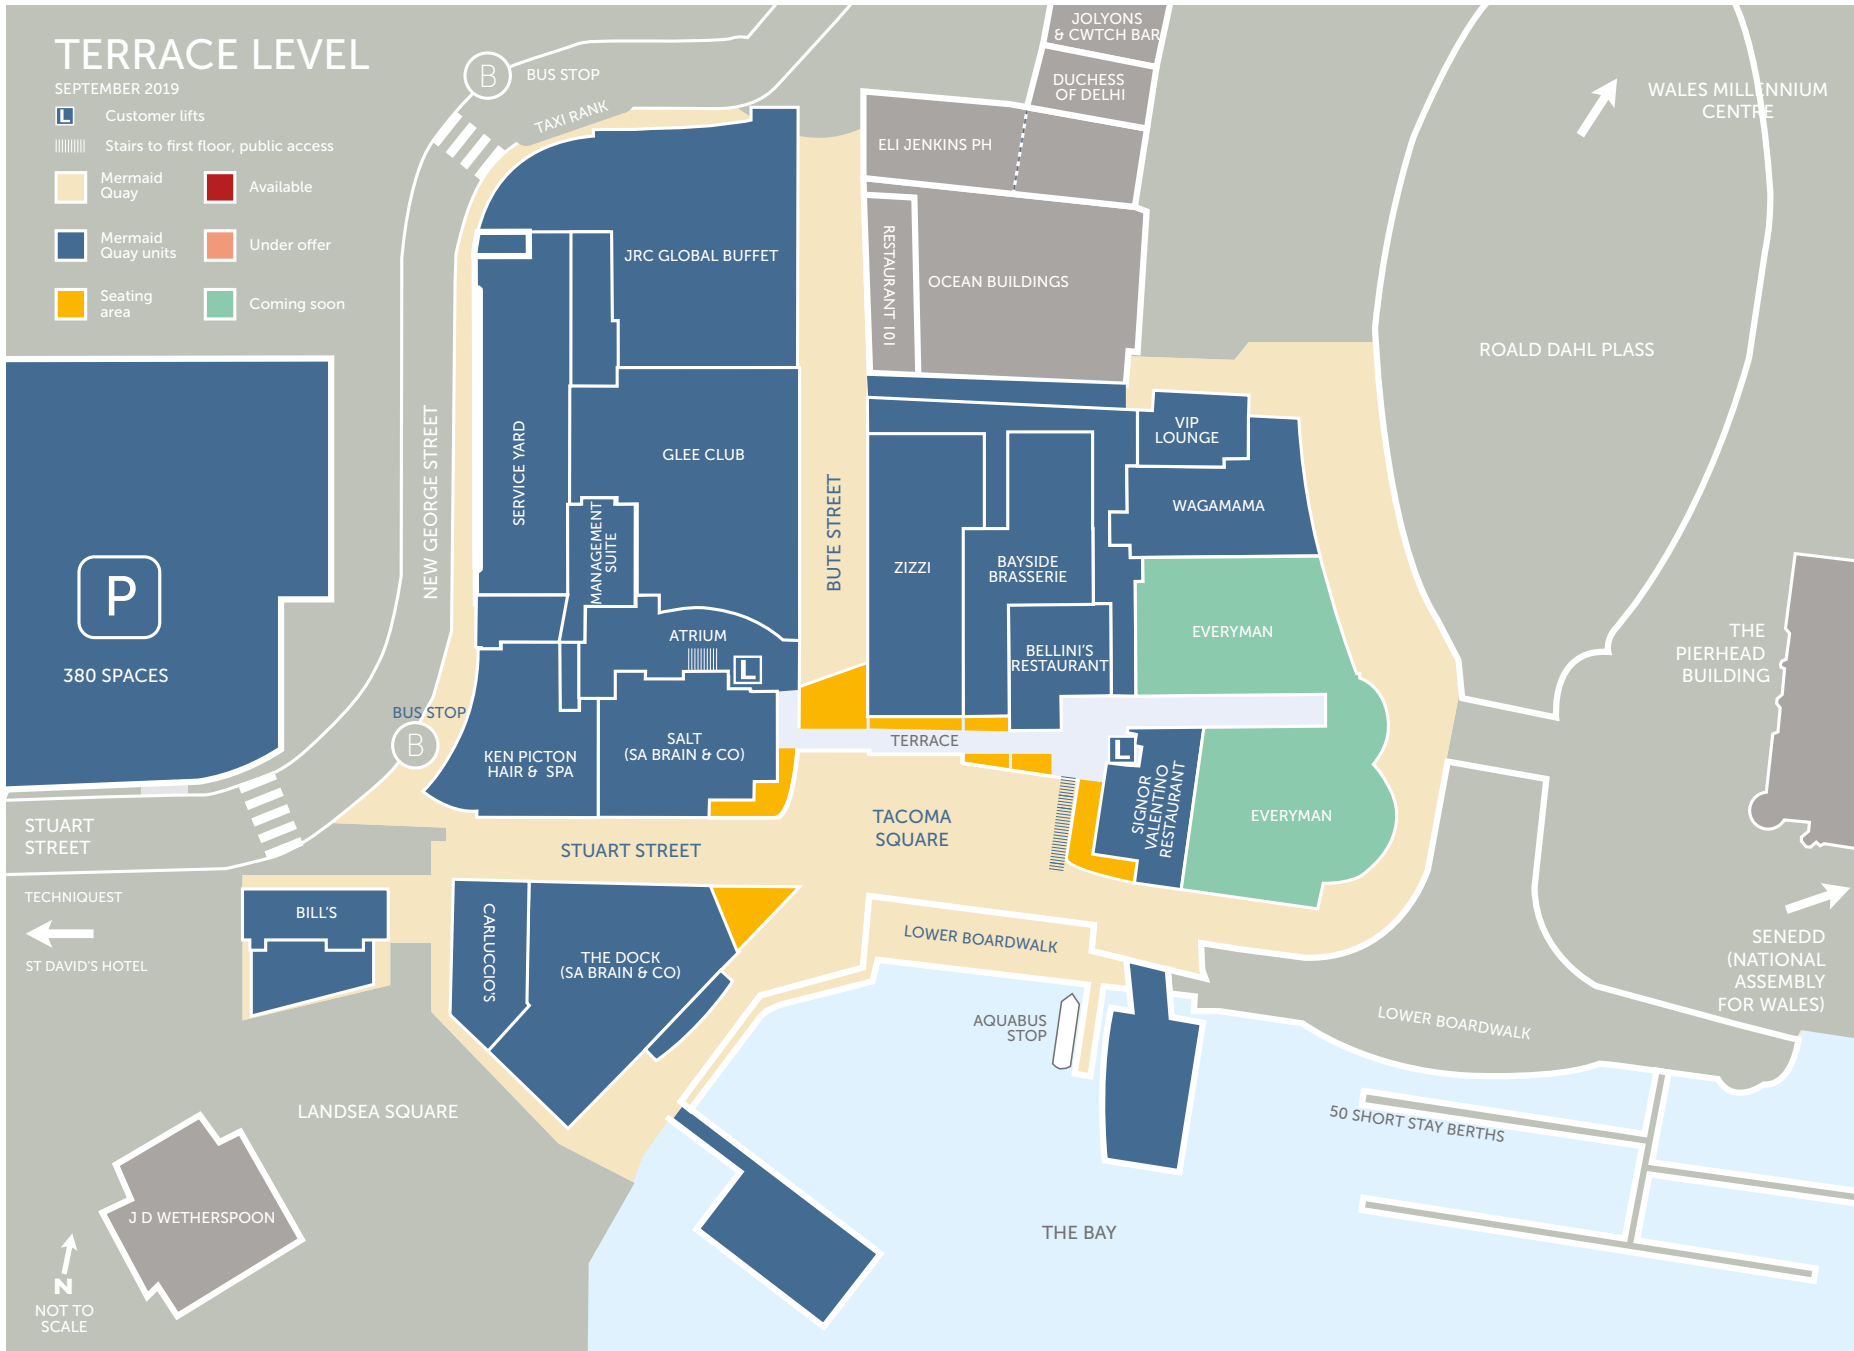 TERRACE LEVEL
SEPTEMBER 2019
L
Customer lifts
Stairs to first floor, public access
Mermaid
Quay
Available
Mermaid
Quay units
Under offer
Seating
area
Coming soon
B
BUS STOP
TAXI RANK
JOLYONS
& CWTCH BAR
DUCHESS
OF DELHI
ELI JENKINS PH
RESTAURANT 101
OCEAN BUILDINGS
WALES MILLENNIUM
CENTRE
ROALD DAHL PLASS
JRC GLOBAL BUFFET
NEW GEORGE STREET
SERVICE YARD
GLEE CLUB
MANAGEMENT
SUITE
BUTE STREET
ATRIUM
L
VIP
LOUNGE
WAGAMAMA
ZIZZI
BAYSIDE
BRASSERIE
BELLINI'S
RESTAURANT
EVERYMAN
THE
PIERHEAD
BUILDING
P
380 SPACES
BUS STOP
B
KEN PICTON
HAIR & SPA
SALT
(SA BRAIN & CO)
TERRACE
L
SIGNOR
VALENTINO
RESTAURANT
EVERYMAN
TACOMA
SQUARE
STUART
STREET
STUART STREET
TECHNIQUEST
ST DAVID'S HOTEL
BILL'S
CARLUCCIO'S
THE DOCK
(SA BRAIN & CO)
LOWER BOARDWALK
SENEDD
(NATIONAL
ASSEMBLY
FOR WALES)
AQUABUS
STOP
LOWER BOARDWALK
LANDSEA SQUARE
50 SHORT STAY BERTHS
J D WETHERSPOON
THE BAY
N
NOT TO
SCALE